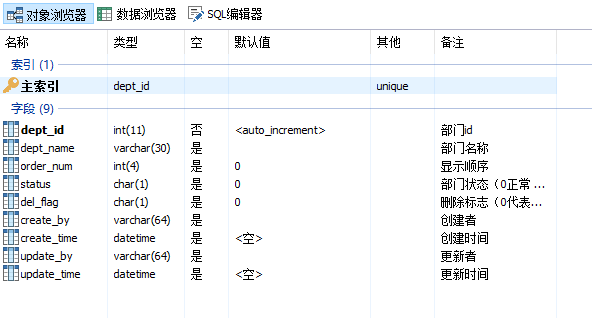 对象浏览器 数据浏览器 SQL编辑器
名称 类型 空 默认值 其他 备注
索引 (1)
主索引 dept_id unique
字段 (9)
dept_id int(11) 否 <auto_increment> 部门id
dept_name varchar(30) 是 部门名称
order_num int(4) 是 0 显示顺序
status char(1) 是 0 部门状态（0正常 ...
del_flag char(1) 是 0 删除标志（0代表...
create_by varchar(64) 是 创建者
create_time datetime 是 <空> 创建时间
update_by varchar(64) 是 更新者
update_time datetime 是 <空> 更新时间